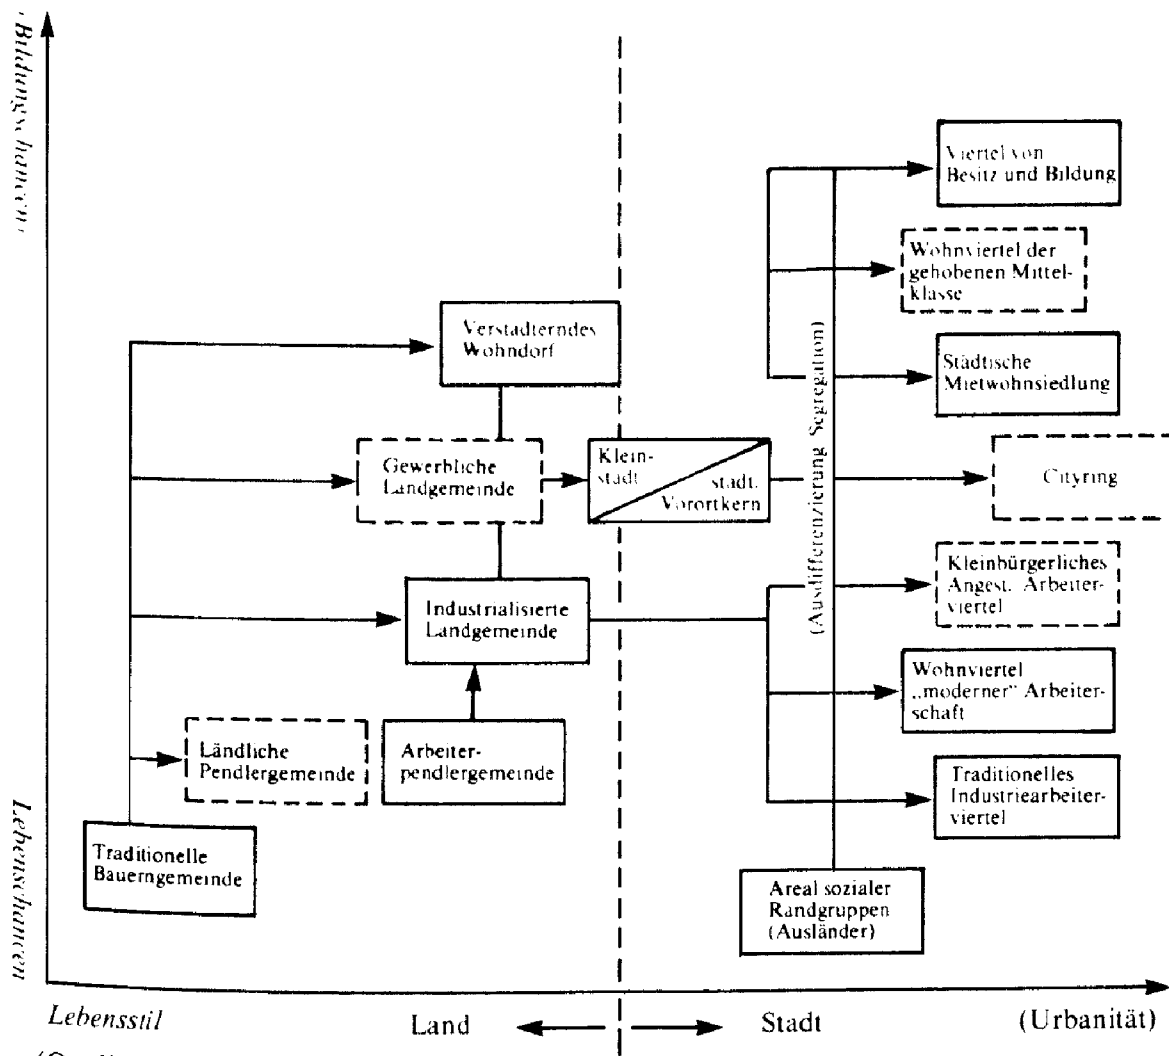 Bildungschancen
Viertel von
Besitz und Bildung
Wohnviertel der
gehobenen Mittel-
klasse
Verstadterndes
Wohndorf
Städtische
Mietwohnsiedlung
Gewerbliche
Landgemeinde
Klein-
stadt
stadt.
Vorortkern
(Ausdifferenzierung Segregation)
Cityring
Kleinbürgerliches
Angest. Arbeiter-
viertel
Industrialisierte
Landgemeinde
Wohnviertel
„moderner" Arbeiter-
schaft
Ländliche
Pendlergemeinde
Arbeiter-
pendlergemeinde
Traditionelles
Industriearbeiter-
viertel
Lebenschancen
Traditionelle
Bauerngemeinde
Areal sozialer
Randgruppen
(Ausländer)
Lebensstil
Land
Stadt
(Urbanität)